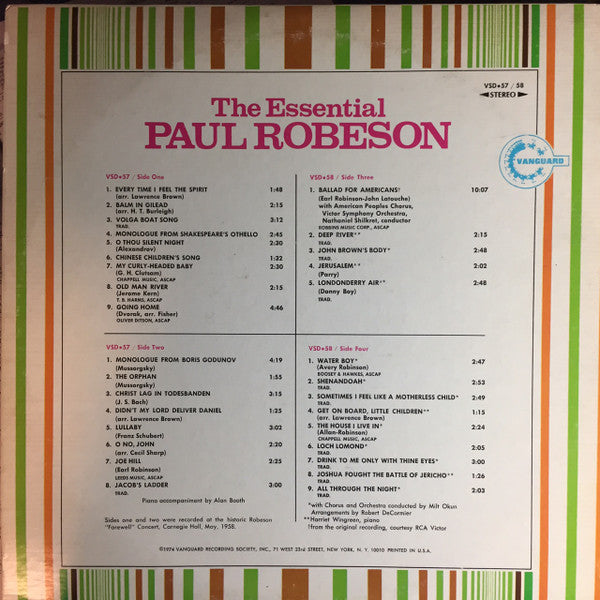 VSD•57 / 58
◄STEREO►
The Essential
PAUL ROBESON
VANGUARD
VSD•57 / Side One
1. EVERY TIME I FEEL THE SPIRIT 1:48
(arr. Lawrence Brown)
2. BALM IN GILEAD 2:15
(arr. H. T. Burleigh)
3. VOLGA BOAT SONG 3:12
TRAD.
4. MONOLOGUE FROM SHAKESPEARE'S OTHELLO 2:45
5. O THOU SILENT NIGHT 2:30
(Alexandrov)
6. CHINESE CHILDREN'S SONG 1:32
7. MY CURLY-HEADED BABY 2:30
(G. H. Clutsam)
CHAPPELL MUSIC, ASCAP
8. OLD MAN RIVER 2:15
(Jerome Kern)
T. B. HARMS, ASCAP
9. GOING HOME 4:46
(Dvorak, arr. Fisher)
OLIVER DITSON, ASCAP
VSD•58 / Side Three
1. BALLAD FOR AMERICANS† 10:07
(Earl Robinson-John Latouche)
with American Peoples Chorus,
Victor Symphony Orchestra,
Nathaniel Shilkret, conductor
ROBBINS MUSIC CORP., ASCAP
2. DEEP RIVER** 2:15
TRAD.
3. JOHN BROWN'S BODY* 2:48
TRAD.
4. JERUSALEM** 2:02
(Parry)
5. LONDONDERRY AIR** 2:48
(Danny Boy)
TRAD.
VSD•57 / Side Two
1. MONOLOGUE FROM BORIS GODUNOV 4:19
(Mussorgsky)
2. THE ORPHAN 1:55
(Mussorgsky)
3. CHRIST LAG IN TODESBANDEN 3:15
(J. S. Bach)
4. DIDN'T MY LORD DELIVER DANIEL 1:25
(arr. Lawrence Brown)
5. LULLABY 3:02
(Franz Schubert)
6. O NO, JOHN 2:20
(arr. Cecil Sharp)
7. JOE HILL 2:25
(Earl Robinson)
LEEDS MUSIC, ASCAP
8. JACOB'S LADDER 3:00
TRAD.
Piano accompaniment by Alan Booth
Sides one and two were recorded at the historic Robeson
"Farewell" Concert, Carnegie Hall, May, 1958.
VSD•58 / Side Four
1. WATER BOY* 2:47
(Avery Robinson)
BOOSEY & HAWKES, ASCAP
2. SHENANDOAH* 2:53
TRAD.
3. SOMETIMES I FEEL LIKE A MOTHERLESS CHILD* 2:49
TRAD.
4. GET ON BOARD, LITTLE CHILDREN** 1:15
(arr. Lawrence Brown)
5. THE HOUSE I LIVE IN* 2:24
(Allan-Robinson)
CHAPPELL MUSIC, ASCAP
6. LOCH LOMOND* 2:05
TRAD.
7. DRINK TO ME ONLY WITH THINE EYES* 3:00
TRAD.
8. JOSHUA FOUGHT THE BATTLE OF JERICHO** 1:26
TRAD.
9. ALL THROUGH THE NIGHT* 2:03
TRAD.
*with Chorus and Orchestra conducted by Milt Okun
Arrangements by Robert DeCormier
**Harriet Wingreen, piano
†from the original recording, courtesy RCA Victor
©1974 VANGUARD RECORDING SOCIETY, INC., 71 WEST 23rd STREET, NEW YORK, N. Y. 10010 PRINTED IN U.S.A.